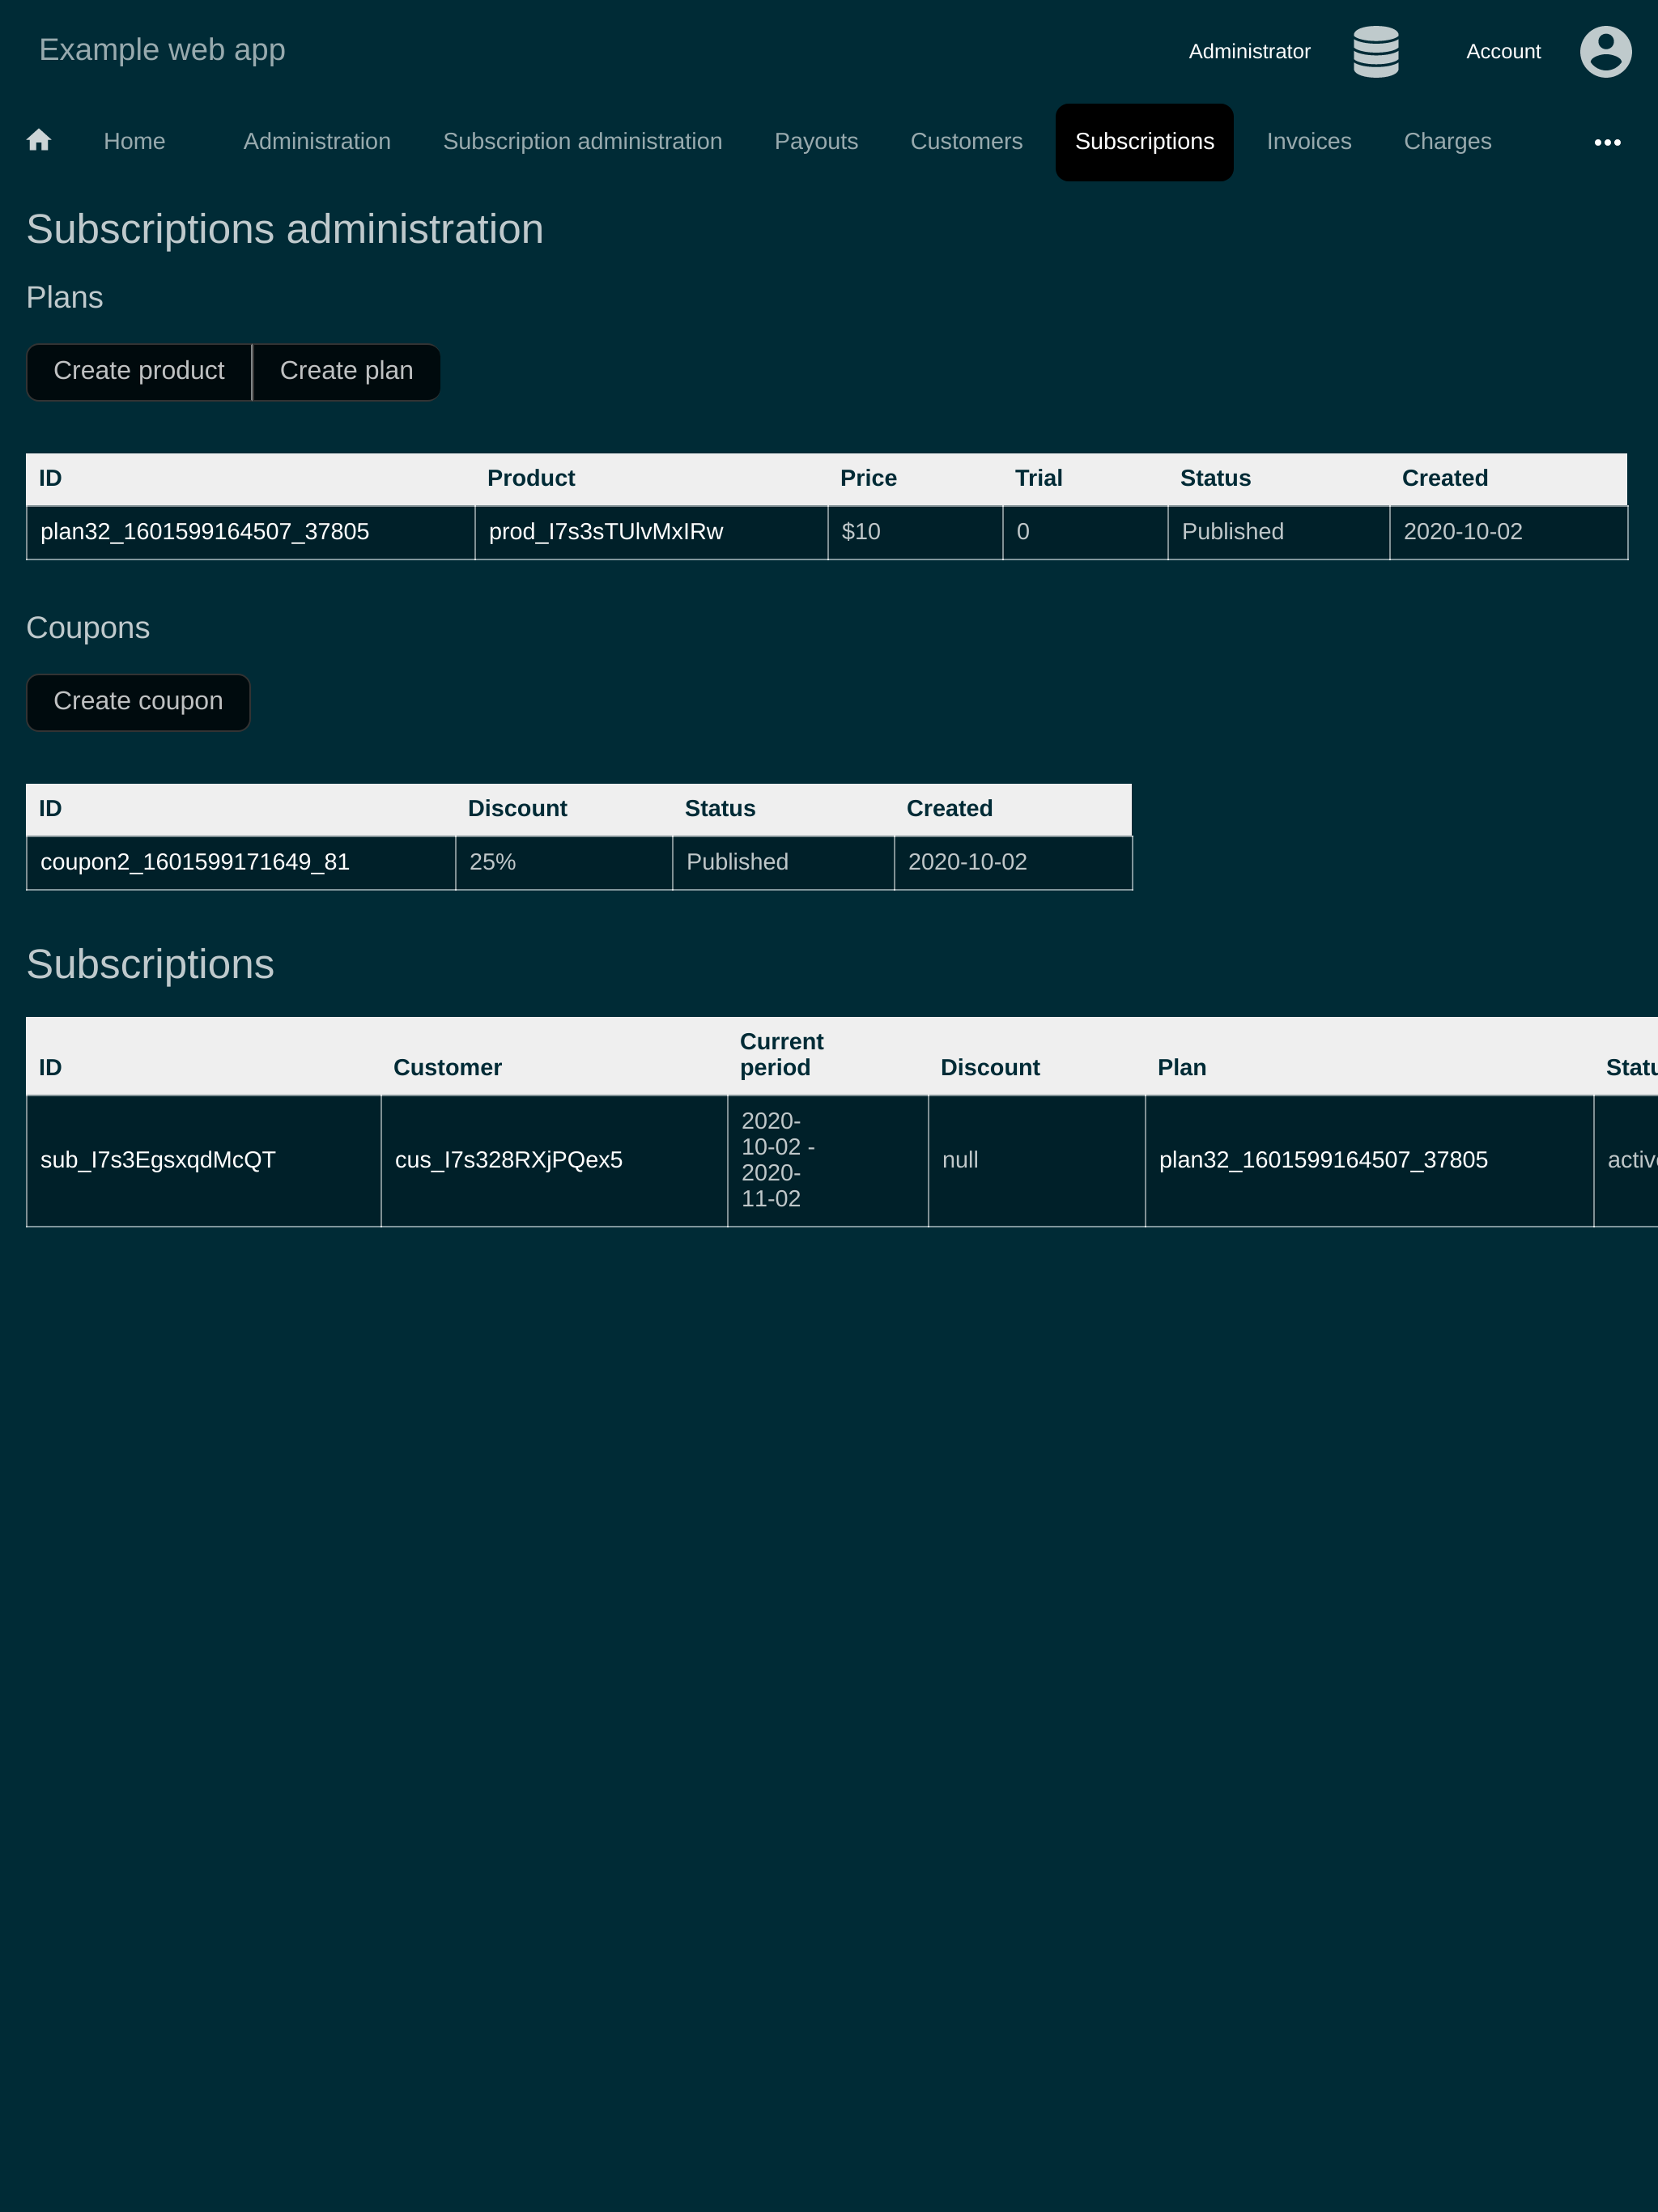 Example web app
Administrator
Account
Home
Administration
Subscription administration
Payouts
Customers
Subscriptions
Invoices
Charges
Subscriptions administration
Plans
Create product
Create plan
ID Product Price Trial Status Created
plan32_1601599164507_37805 prod_I7s3sTUlvMxIRw $10 0 Published 2020-10-02
Coupons
Create coupon
ID Discount Status Created
coupon2_1601599171649_81 25% Published 2020-10-02
Subscriptions
ID Customer Current period Discount Plan Statu
sub_I7s3EgsxqdMcQT cus_I7s328RXjPQex5 2020-10-02 - 2020-11-02 null plan32_1601599164507_37805 activ